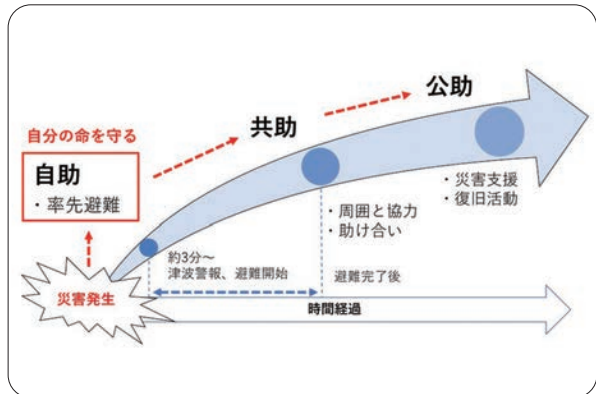 公助
共助
自分の命を守る
自助
・率先避難
・災害支援
・復旧活動
・周囲と協力
・助け合い
約3分～
津波警報、避難開始
避難完了後
災害発生
時間経過